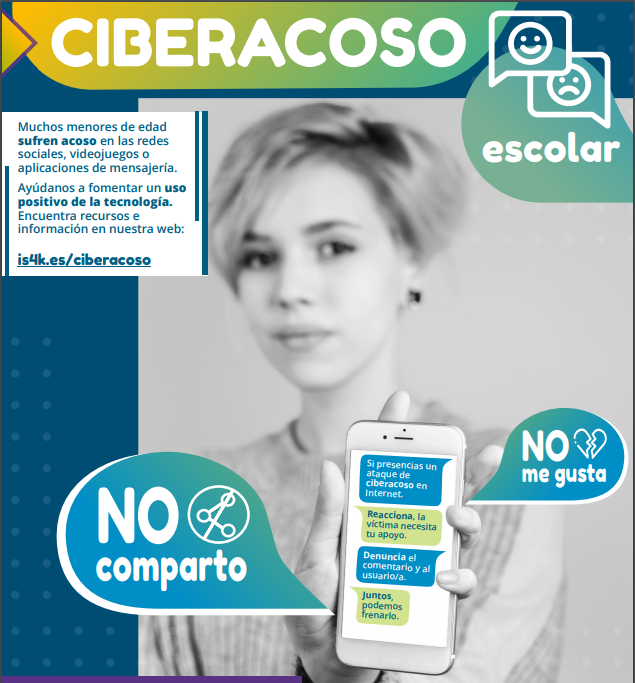 CIBERACOSO
escolar
Muchos menores de edad
sufren acoso en las redes
sociales, videojuegos o
aplicaciones de mensajería.
Ayúdanos a fomentar un uso
positivo de la tecnología.
Encuentra recursos e
información en nuestra web:
is4k.es/ciberacoso
NO
me gusta
NO
comparto
Si presencias un
ataque de
ciberacoso en
Internet.
Reacciona, la
víctima necesita
tu apoyo.
Denuncia el
comentario y al
usuario/a.
Juntos,
podemos
frenarlo.